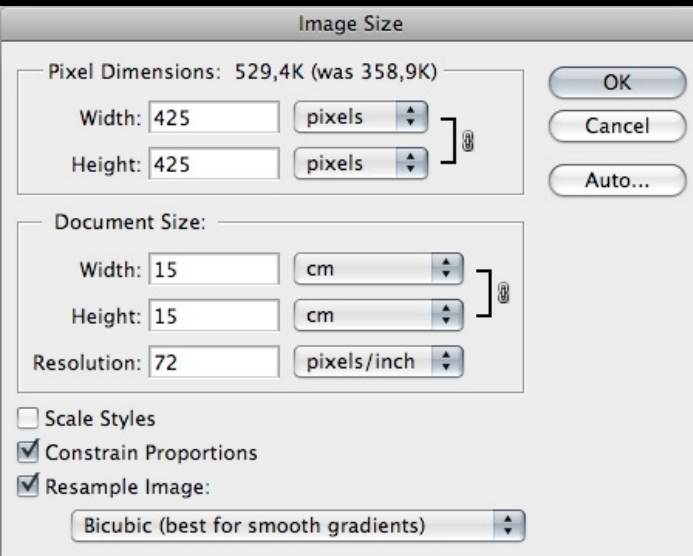 Image Size
Pixel Dimensions: 529,4K (was 358,9K)
OK
Width: 425 pixels
Cancel
Height: 425 pixels
Auto...
Document Size:
Width: 15 cm
Height: 15 cm
Resolution: 72 pixels/inch
Scale Styles
Constrain Proportions
Resample Image:
Bicubic (best for smooth gradients)